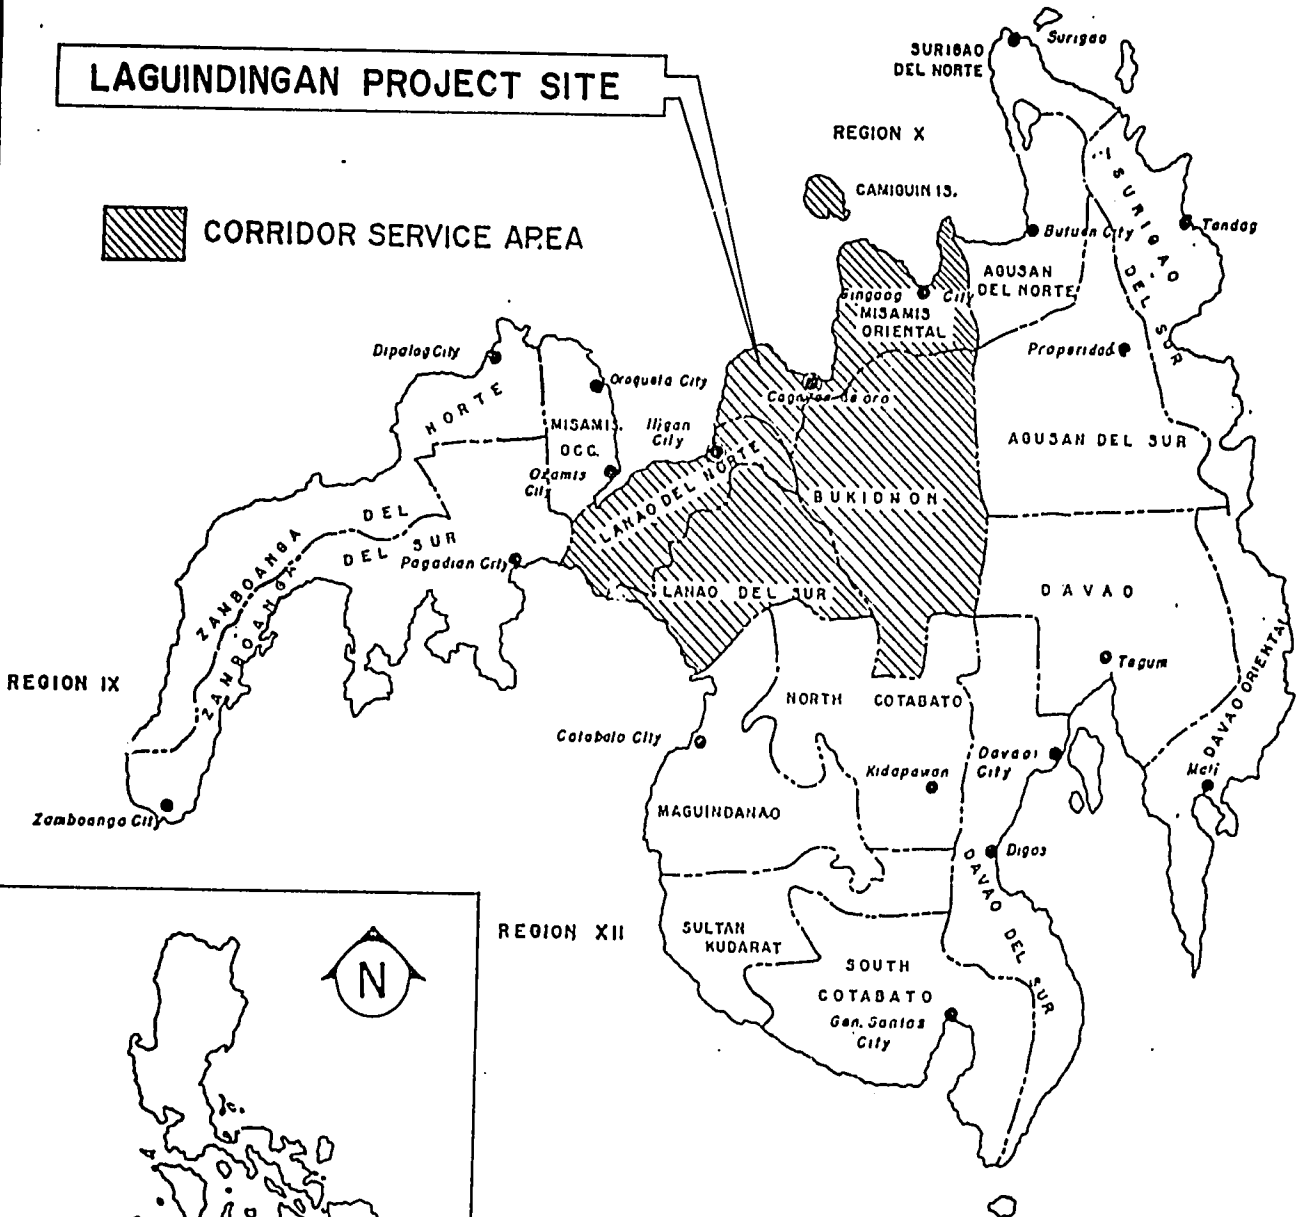 LAGUINDINGAN PROJECT SITE
CORRIDOR SERVICE AREA
SURIGAO
DEL NORTE
Surigao
REGION X
CAMIGUIN IS.
SURIGAO DEL SUR
Tandag
Butuan City
AGUSAN
DEL NORTE
Gingoog City
MISAMIS
ORIENTAL
Prosperidad
Dipolog City
Oroquieta City
NORTE
MISAMIS
OCC.
Iligan
City
Cagayan de oro
AGUSAN DEL SUR
Ozamis
City
LANAO DEL NORTE
BUKIDNON
ZAMBOANGA DEL
ZAMBOANGA DEL SUR
Pagadian City
LANAO DEL SUR
DAVAO
Tagum
DAVAO ORIENTAL
REGION IX
NORTH COTABATO
Cotabato City
Kidapawan
Davao
City
Mati
MAGUINDANAO
Zamboanga City
Digos
DAVAO DEL SUR
REGION XII
SULTAN
KUDARAT
SOUTH
COTABATO
Gen. Santos
City
N